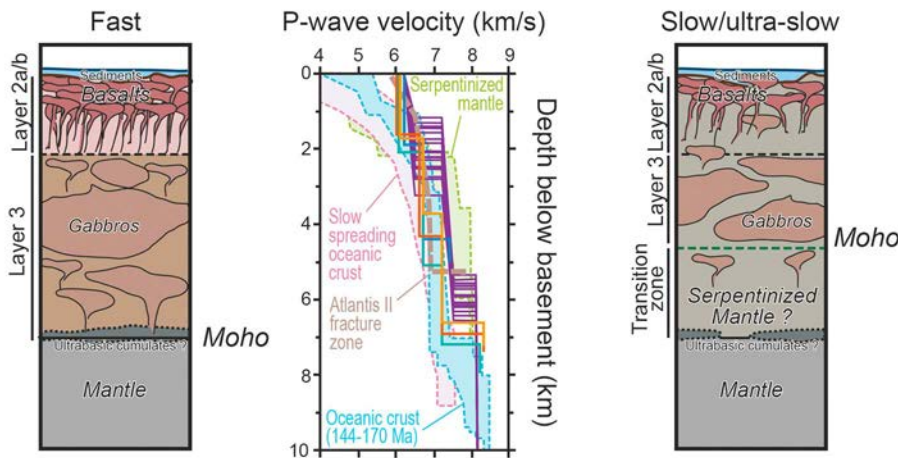 Fast
P-wave velocity (km/s)
Slow/ultra-slow
4 5 6 7 8 9
0
2
4
6
8
10
Depth below basement (km)
Layer 2a/b
Layer 3
Sediments
Basalts
Gabbros
Moho
Ultrabasic cumulates ?
Mantle
Serpentinized
mantle
Slow
spreading
oceanic
crust
Atlantis II
fracture
zone
Oceanic crust
(144-170 Ma)
Layer 2a/b
Layer 3
Transition
zone
Sediments
Basalts
Gabbros
Moho
Serpentinized
Mantle ?
Ultrabasic cumulates ?
Mantle